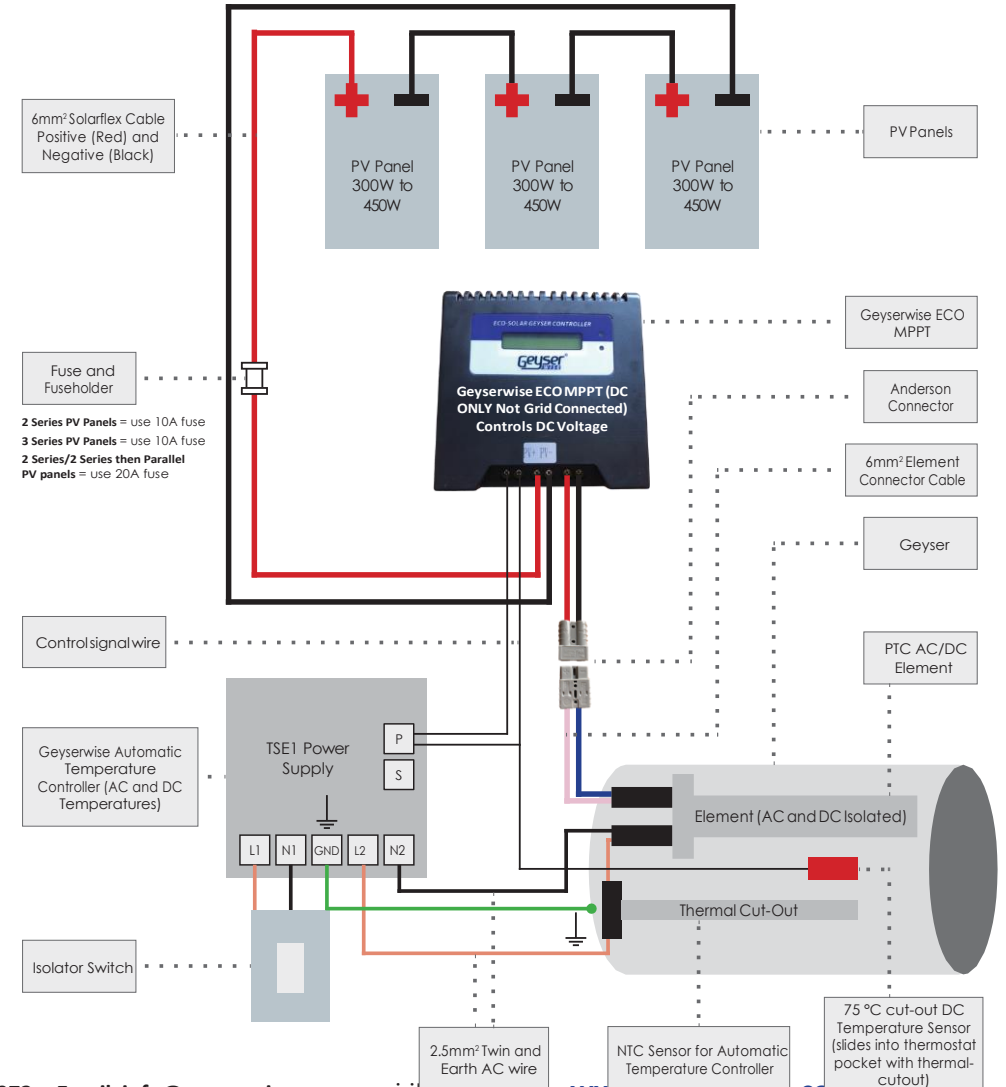 6mm² Solarflex Cable
Positive (Red) and
Negative (Black)
PV Panel
300W to
450W
PV Panel
300W to
450W
PV Panel
300W to
450W
PV Panels
ECO-SOLAR GEYSER CONTROLLER
Geyser
Geyserwise ECO MPPT (DC
ONLY Not Grid Connected)
Controls DC Voltage
PV+ PV-
Geyserwise ECO
MPPT
Fuse and
Fuseholder
2 Series PV Panels = use 10A fuse
3 Series PV Panels = use 10A fuse
2 Series/2 Series then Parallel
PV panels = use 20A fuse
Anderson
Connector
6mm² Element
Connector Cable
Geyser
Control signal wire
PTC AC/DC
Element
Geyserwise Automatic
Temperature
Controller (AC and DC
Temperatures)
TSE1 Power
Supply
P
S
L1
N1
GND
L2
N2
Element (AC and DC Isolated)
Thermal Cut-Out
Isolator Switch
2.5mm² Twin and
Earth AC wire
NTC Sensor for Automatic
Temperature Controller
75 °C cut-out DC
Temperature Sensor
(slides into thermostat
pocket with thermal-
cutout)